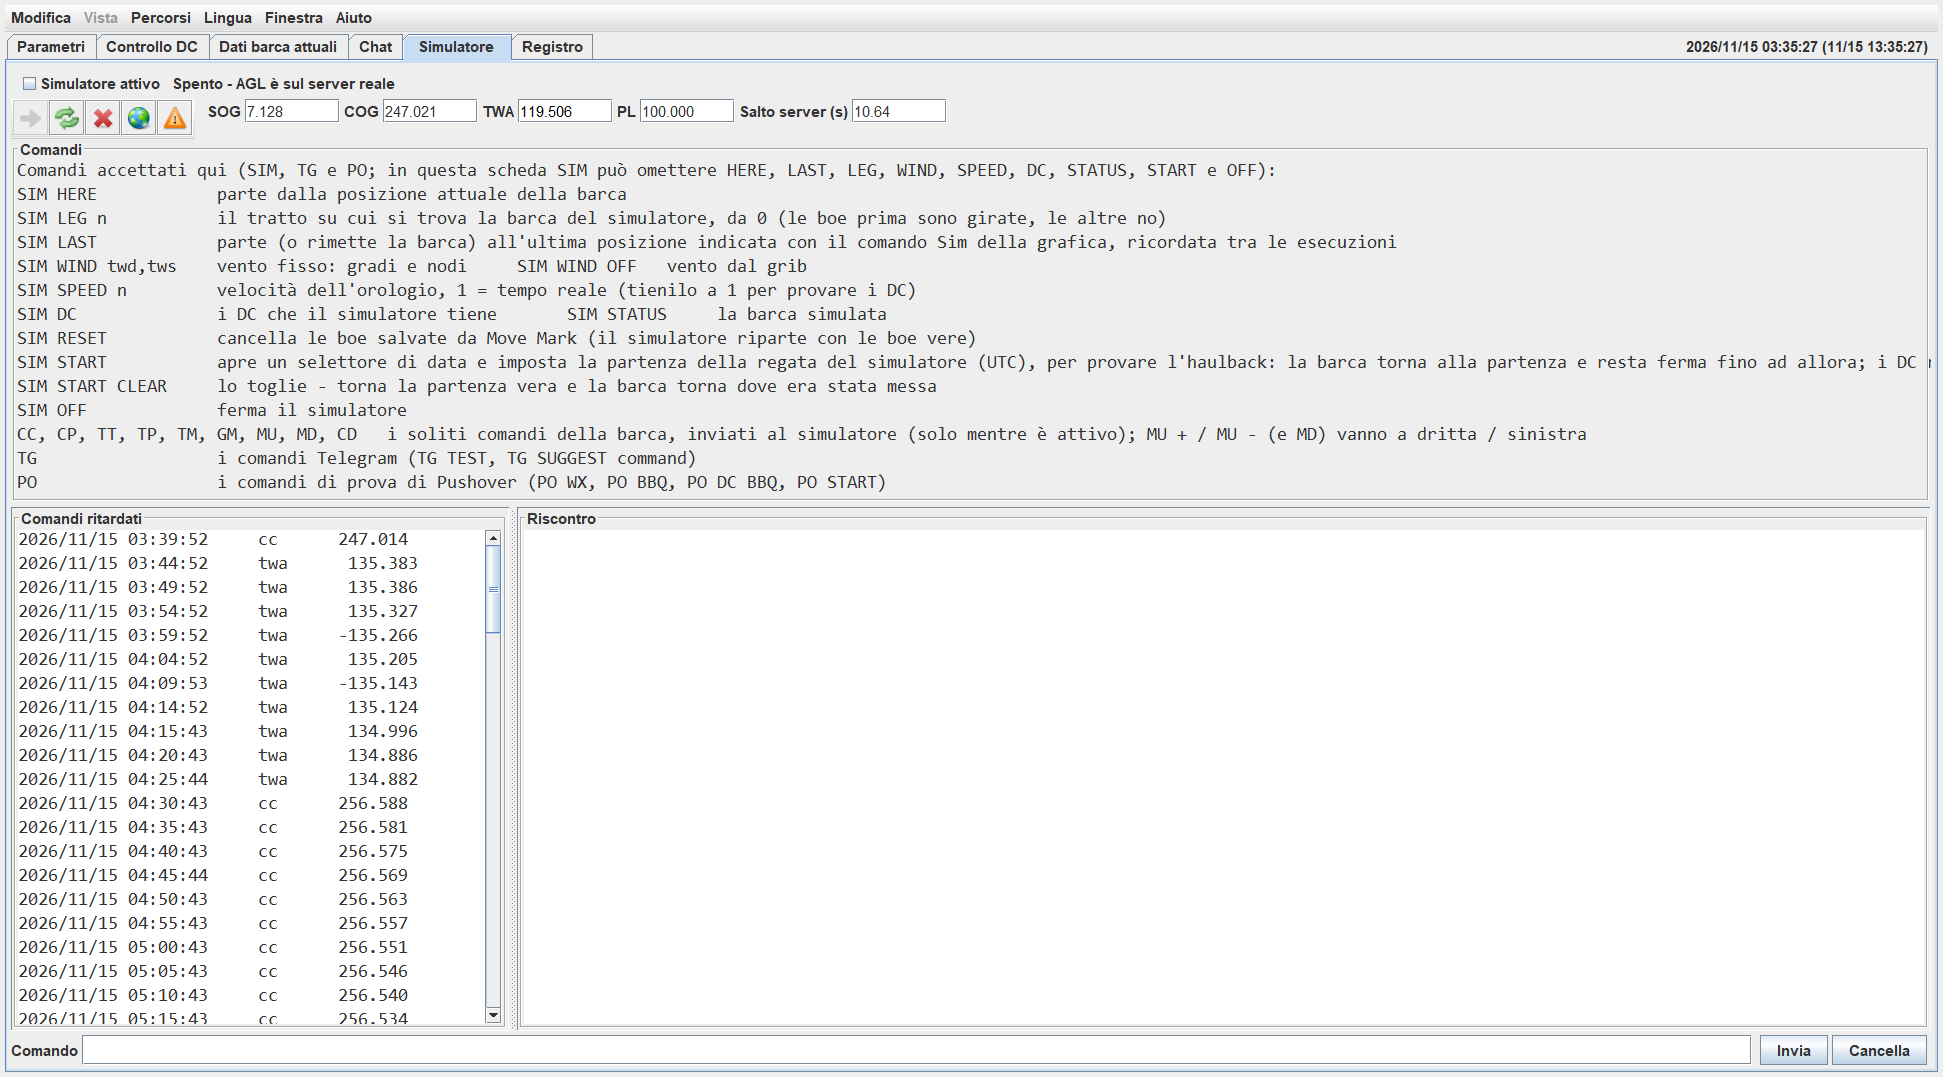 Modifica Vista Percorsi Lingua Finestra Aiuto
Parametri Controllo DC Dati barca attuali Chat Simulatore Registro 2026/11/15 03:35:27 (11/15 13:35:27)
Simulatore attivo Spento - AGL è sul server reale
SOG 7.128 COG 247.021 TWA 119.506 PL 100.000 Salto server (s) 10.64
Comandi
Comandi accettati qui (SIM, TG e PO; in questa scheda SIM può omettere HERE, LAST, LEG, WIND, SPEED, DC, STATUS, START e OFF):
SIM HERE parte dalla posizione attuale della barca
SIM LEG n il tratto su cui si trova la barca del simulatore, da 0 (le boe prima sono girate, le altre no)
SIM LAST parte (o rimette la barca) all'ultima posizione indicata con il comando Sim della grafica, ricordata tra le esecuzioni
SIM WIND twd,tws vento fisso: gradi e nodi SIM WIND OFF vento dal grib
SIM SPEED n velocità dell'orologio, 1 = tempo reale (tienilo a 1 per provare i DC)
SIM DC i DC che il simulatore tiene SIM STATUS la barca simulata
SIM RESET cancella le boe salvate da Move Mark (il simulatore riparte con le boe vere)
SIM START apre un selettore di data e imposta la partenza della regata del simulatore (UTC), per provare l'haulback: la barca torna alla partenza e resta ferma fino ad allora; i DC
SIM START CLEAR lo toglie - torna la partenza vera e la barca torna dove era stata messa
SIM OFF ferma il simulatore
CC, CP, TT, TP, TM, GM, MU, MD, CD i soliti comandi della barca, inviati al simulatore (solo mentre è attivo); MU + / MU - (e MD) vanno a dritta / sinistra
TG i comandi Telegram (TG TEST, TG SUGGEST command)
PO i comandi di prova di Pushover (PO WX, PO BBQ, PO DC BBQ, PO START)
Comandi ritardati
2026/11/15 03:39:52 cc 247.014
2026/11/15 03:44:52 twa 135.383
2026/11/15 03:49:52 twa 135.386
2026/11/15 03:54:52 twa 135.327
2026/11/15 03:59:52 twa -135.266
2026/11/15 04:04:52 twa 135.205
2026/11/15 04:09:53 twa -135.143
2026/11/15 04:14:52 twa 135.124
2026/11/15 04:15:43 twa 134.996
2026/11/15 04:20:43 twa 134.886
2026/11/15 04:25:44 twa 134.882
2026/11/15 04:30:43 cc 256.588
2026/11/15 04:35:43 cc 256.581
2026/11/15 04:40:43 cc 256.575
2026/11/15 04:45:44 cc 256.569
2026/11/15 04:50:43 cc 256.563
2026/11/15 04:55:43 cc 256.557
2026/11/15 05:00:43 cc 256.551
2026/11/15 05:05:43 cc 256.546
2026/11/15 05:10:43 cc 256.540
2026/11/15 05:15:43 cc 256.534
Riscontro
Comando Invia Cancella